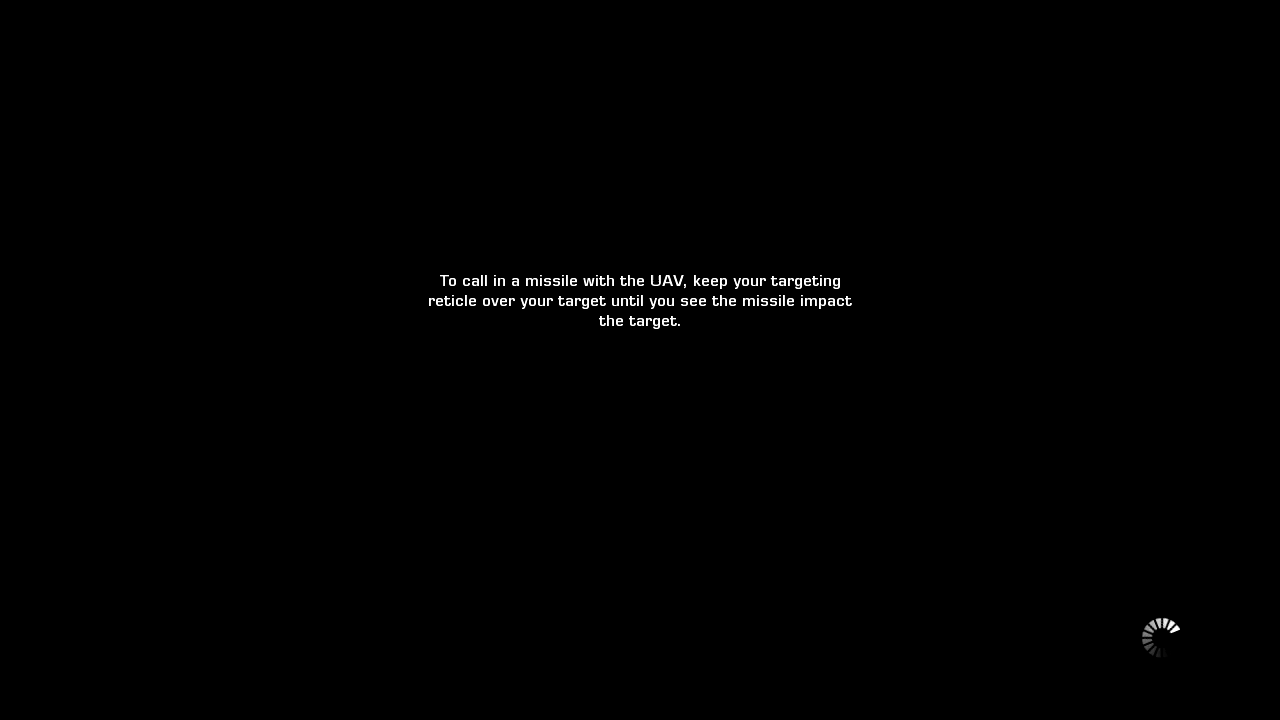 To call in a missile with the UAV, keep your targeting
reticle over your target until you see the missile impact
the target.